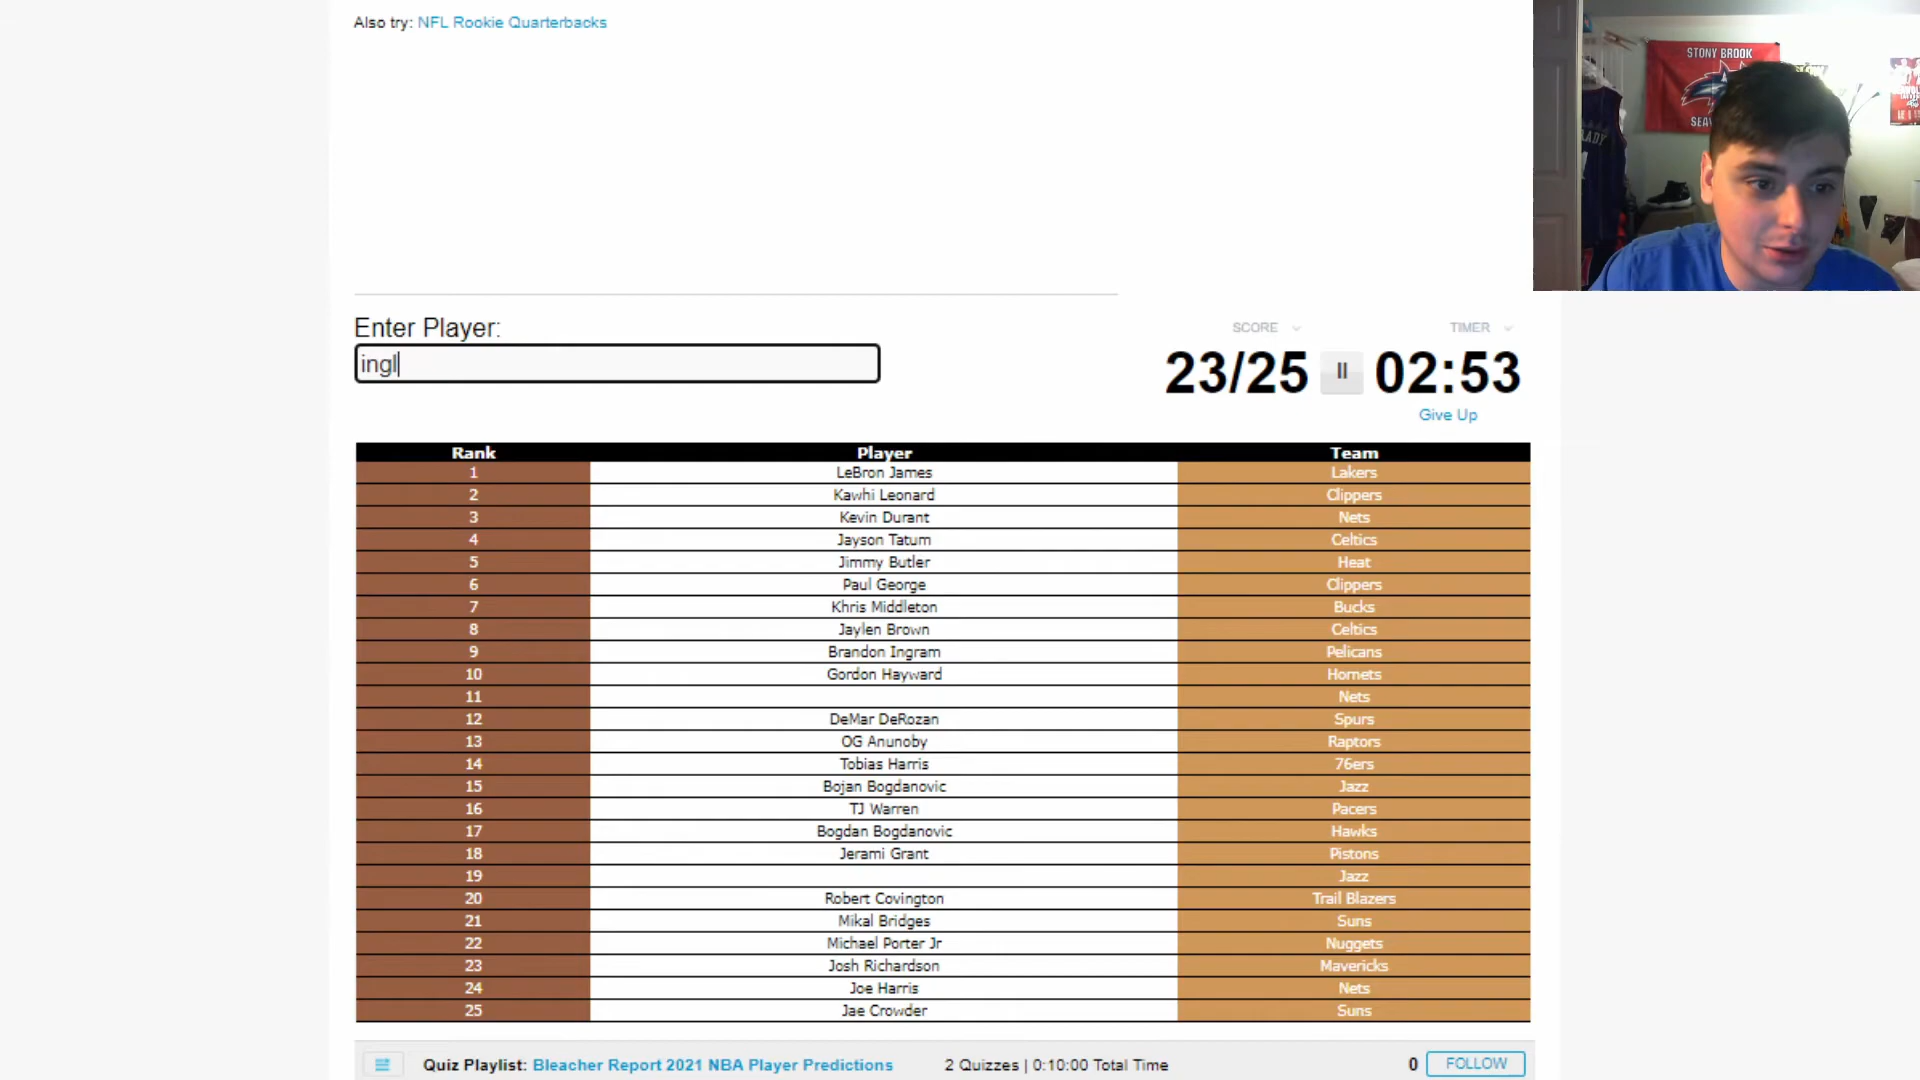 Also try: NFL Rookie Quarterbacks
STONY BROOK
SEA
ADY
Enter Player:
ingl
SCORE
TIMER
23/25
02:53
Give Up
Rank Player Team
1 LeBron James Lakers
2 Kawhi Leonard Clippers
3 Kevin Durant Nets
4 Jayson Tatum Celtics
5 Jimmy Butler Heat
6 Paul George Clippers
7 Khris Middleton Bucks
8 Jaylen Brown Celtics
9 Brandon Ingram Pelicans
10 Gordon Hayward Hornets
11 Nets
12 DeMar DeRozan Spurs
13 OG Anunoby Raptors
14 Tobias Harris 76ers
15 Bojan Bogdanovic Jazz
16 TJ Warren Pacers
17 Bogdan Bogdanovic Hawks
18 Jerami Grant Pistons
19 Jazz
20 Robert Covington Trail Blazers
21 Mikal Bridges Suns
22 Michael Porter Jr Nuggets
23 Josh Richardson Mavericks
24 Joe Harris Nets
25 Jae Crowder Suns
Quiz Playlist: Bleacher Report 2021 NBA Player Predictions 2 Quizzes | 0:10:00 Total Time 0 FOLLOW